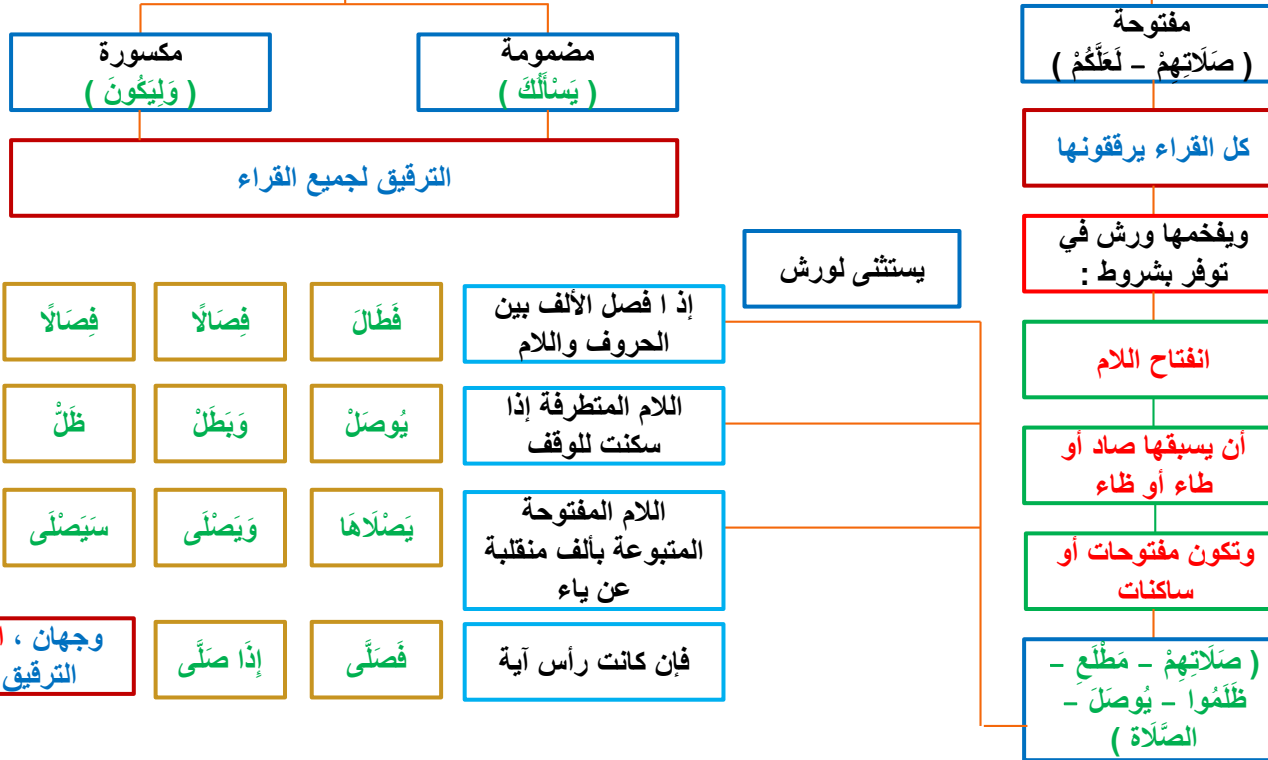 مفتوحة
( صَلَاتِهِمْ – لَعَلَّكُمْ )
كل القراء يرققونها
ويفخمها ورش في
توفر بشروط :
انفتاح اللام
أن يسبقها صاد أو
طاء أو ظاء
وتكون مفتوحات أو
ساكنات
( صَلَاتِهِمْ – مَطْلَعِ –
ظَلَمُوا – يُوصَلَ –
الصَّلَاة )
مضمومة
( يَسْأَلُكَ )
مكسورة
( وَلِيَكُونَ )
الترقيق لجميع القراء
يستثنى لورش
إذ ا فصل الألف بين
الحروف واللام
فَطَالَ
فِصَالًا
فِصَالًا
اللام المتطرفة إذا
سكنت للوقف
يُوصَلْ
وَبَطَلْ
ظَلّْ
اللام المفتوحة
المتبوعة بألف منقلبة
عن ياء
يَصْلَاهَا
وَيَصْلَى
سَيَصْلَى
فإن كانت رأس آية
فَصَلَّى
إِذَا صَلَّى
وجهان ،
الترقيق